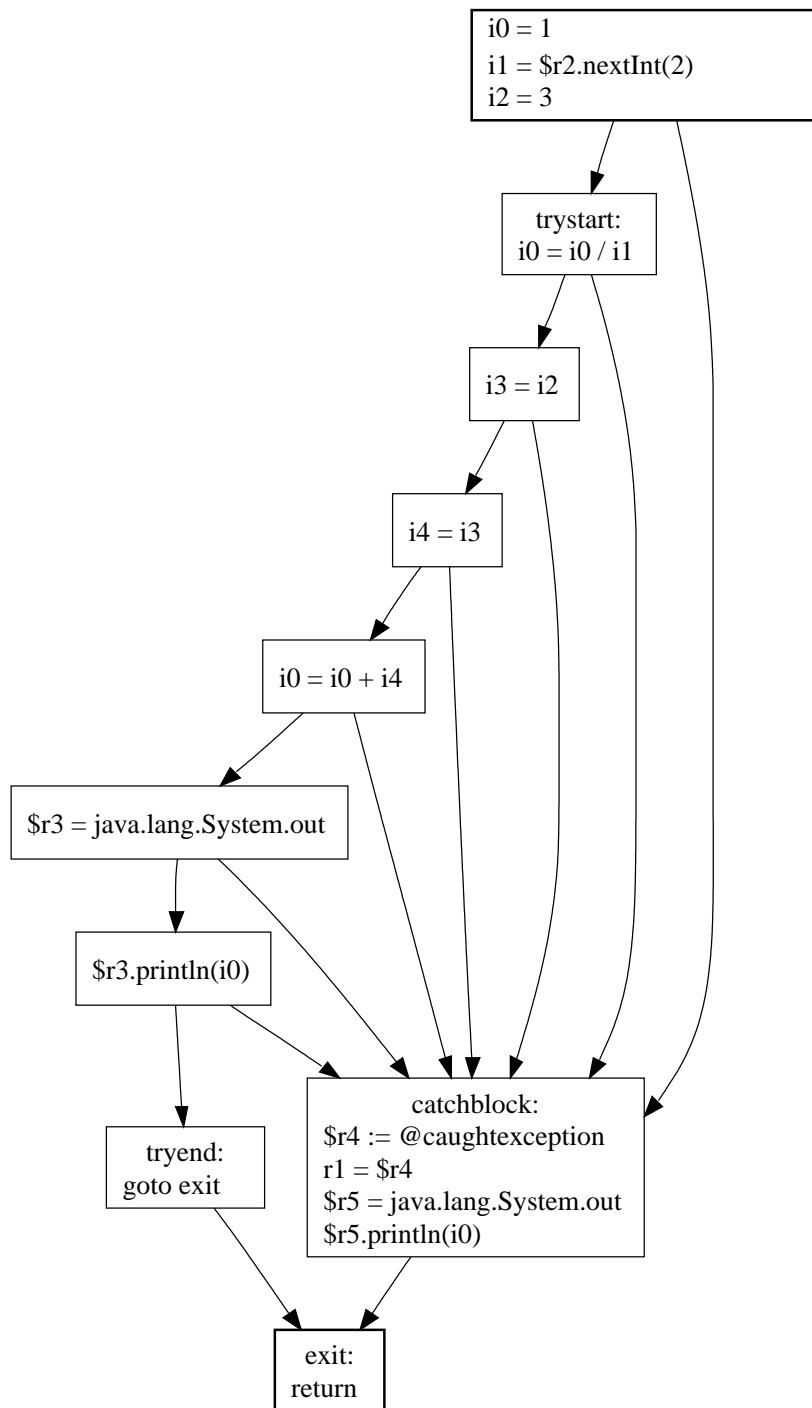 i0 = 1
i1 = $r2.nextInt(2)
i2 = 3
trystart:
i0 = i0 / i1
i3 = i2
i4 = i3
i0 = i0 + i4
$r3 = java.lang.System.out
$r3.println(i0)
catchblock:
$r4 := @caughtexception
r1 = $r4
$r5 = java.lang.System.out
$r5.println(i0)
tryend:
goto exit
exit:
return